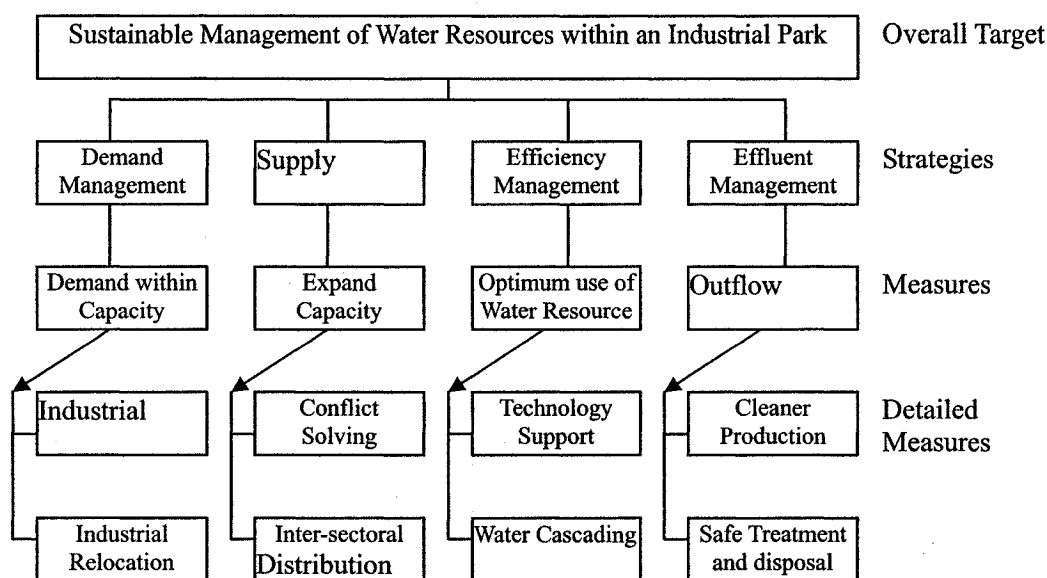 Sustainable Management of Water Resources within an Industrial Park
Overall Target
Demand
Management
Supply
Efficiency
Management
Effluent
Management
Strategies
Demand within
Capacity
Expand
Capacity
Optimum use of
Water Resource
Outflow
Measures
Industrial
Conflict
Solving
Technology
Support
Cleaner
Production
Detailed
Measures
Industrial
Relocation
Inter-sectoral
Distribution
Water Cascading
Safe Treatment
and disposal